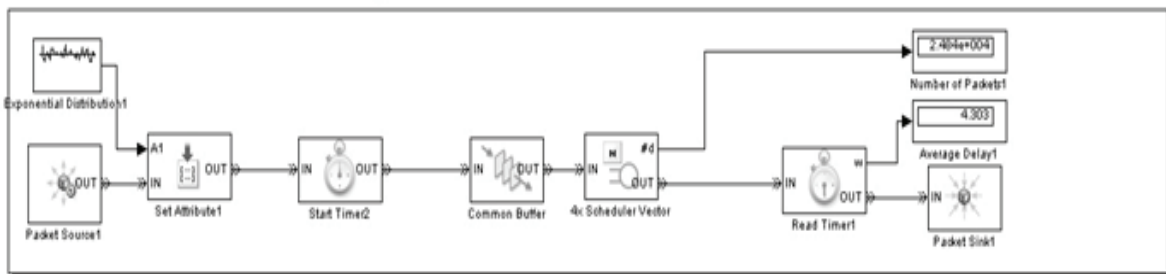 2.484e+004
Number of Packets1
Exponential Distribution1
4.303
Average Delay1
A1
OUT
IN
Set Attribute1
OUT
Packet Source1
IN
OUT
Start Timer2
IN
OUT
Common Buffer
IN
N
#d
OUT
4x Scheduler Vector
IN
w
OUT
Read Timer1
IN
Packet Sink1